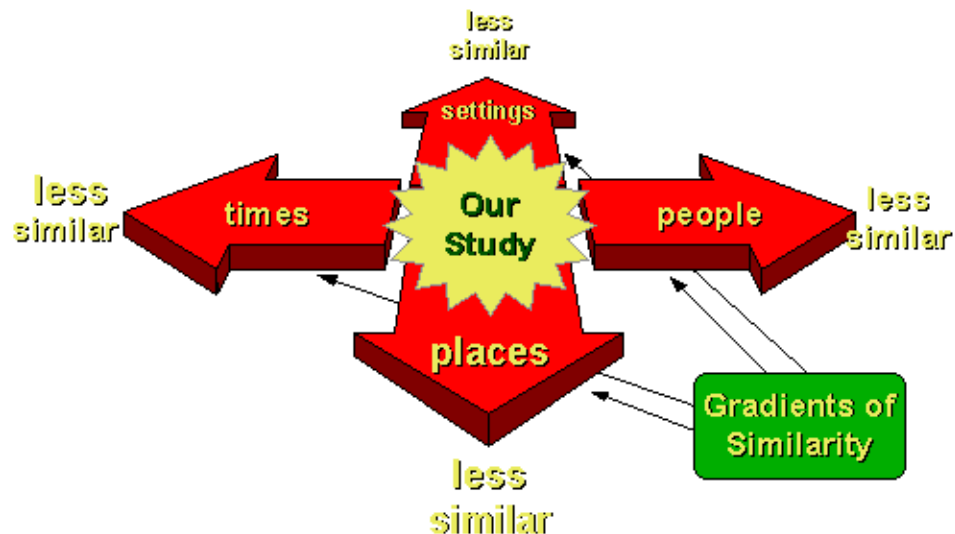 less
similar
settings
less
similar
times
Our
Study
people
less
similar
places
Gradients of
Similarity
less
similar